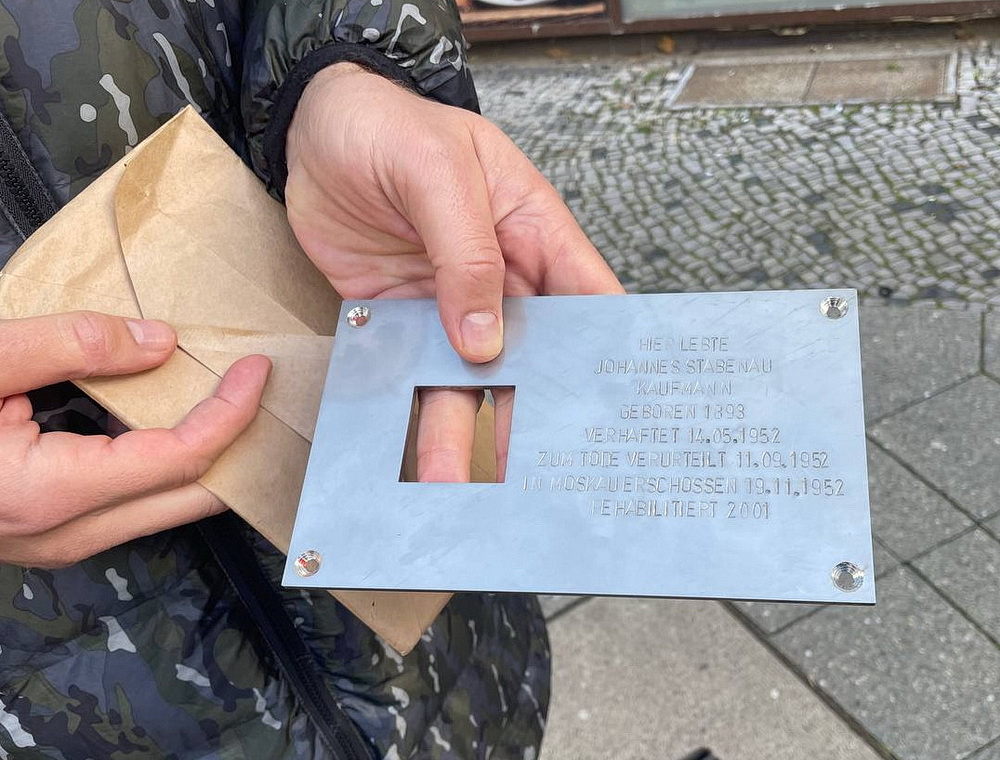 HIER LEBTE
JOHANNES STABENAU
KAUFMANN
GEBOREN 1893
VERHAFTET 14.05.1952
ZUM TODE VERURTEILT 11.09.1952
IN MOSKAU ERSCHOSSEN 19.11.1952
REHABILITIERT 2001